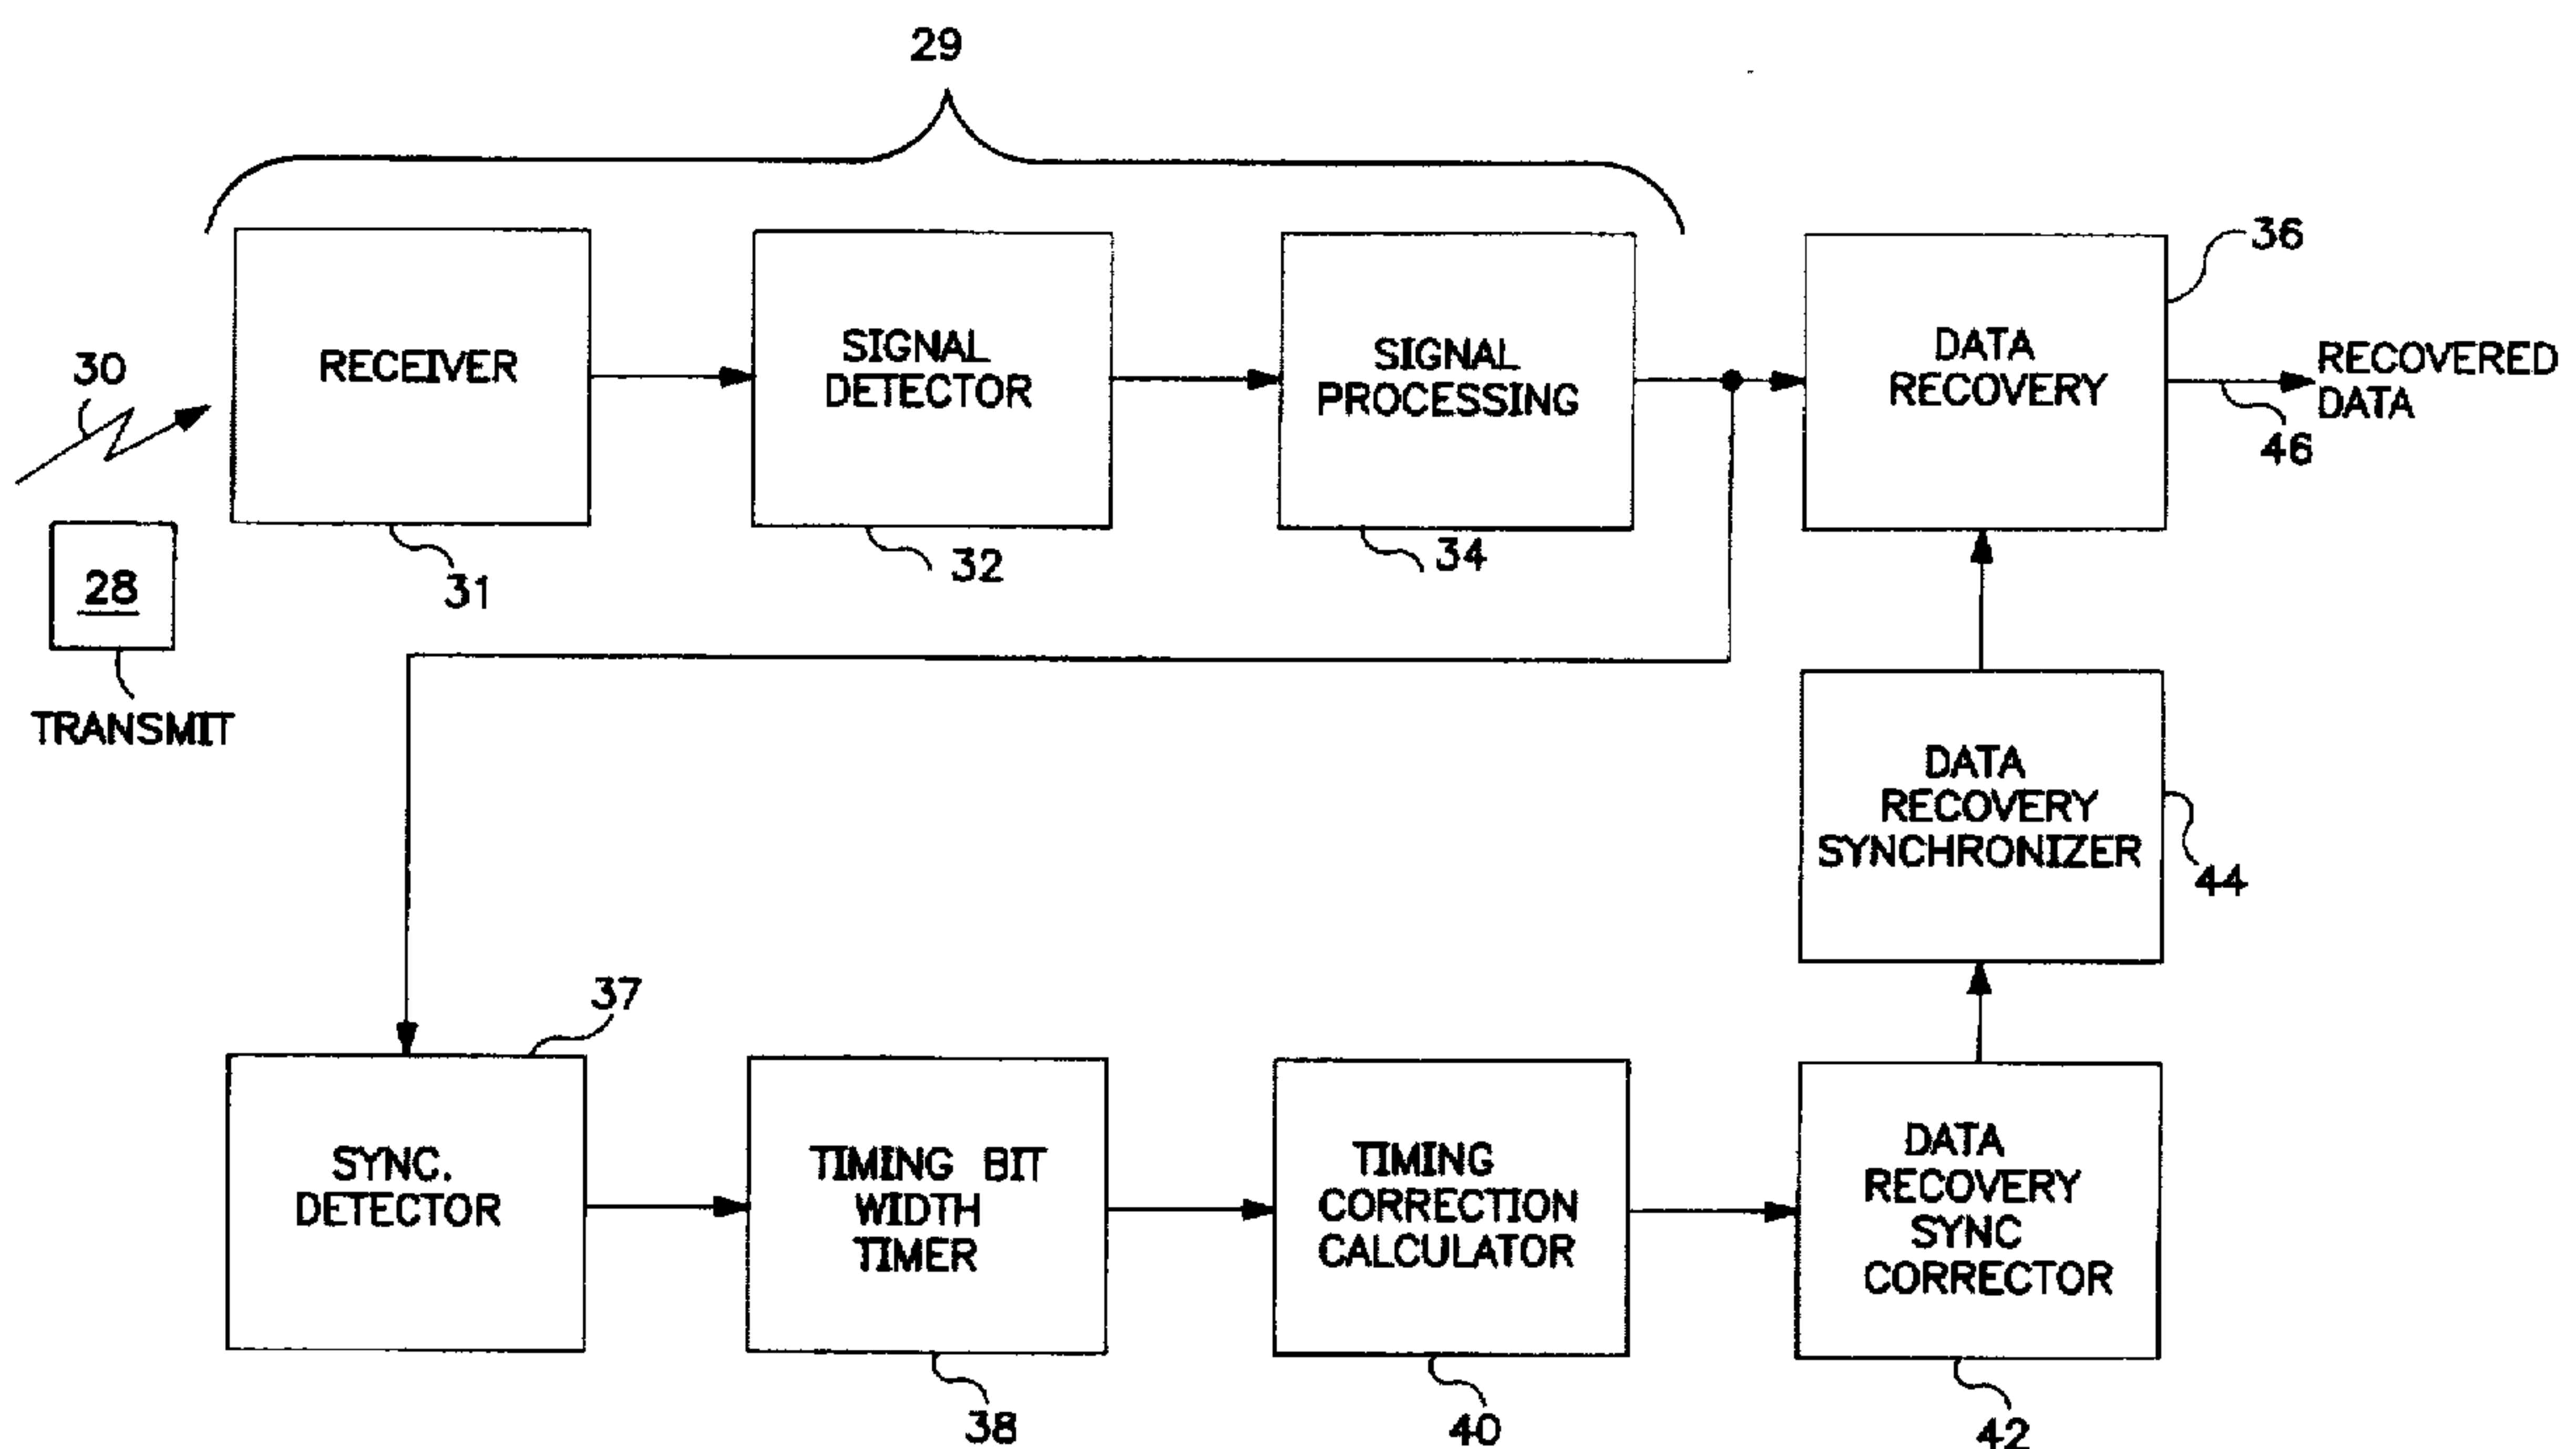 29
30
RECEIVER
31
SIGNAL
DETECTOR
32
SIGNAL
PROCESSING
34
DATA
RECOVERY
36
RECOVERED
DATA
46
28
TRANSMIT
DATA
RECOVERY
SYNCHRONIZER
44
37
SYNC.
DETECTOR
TIMING BIT
WIDTH
TIMER
38
TIMING
CORRECTION
CALCULATOR
40
DATA
RECOVERY
SYNC
CORRECTOR
42